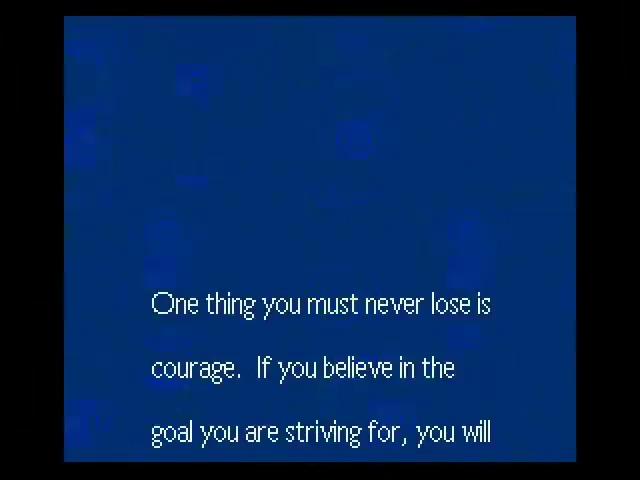 One thing you must never lose is
courage.  If you believe in the
goal you are striving for, you will